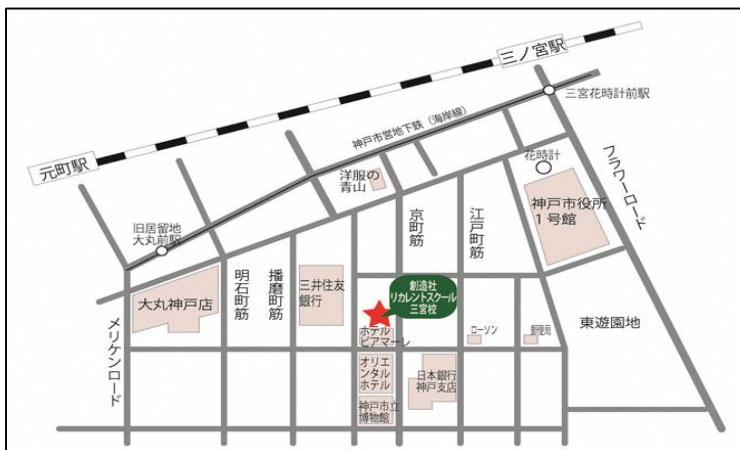 三ノ宮駅
三宮花時計前駅
神戸市営地下鉄（海岸線）
元町駅
花時計
フラワーロード
洋服の
青山
旧居留地
大丸前駅
京町筋
江戸町筋
神戸市役所
1号館
明石町筋
播磨町筋
三井住友
銀行
創造社
リカレントスクール
三宮校
大丸神戸店
メリケンロード
ホテル
ピアマーレ
ローソン
郵便局
東遊園地
オリエ
ンタル
ホテル
日本銀行
神戸支店
神戸市立
博物館